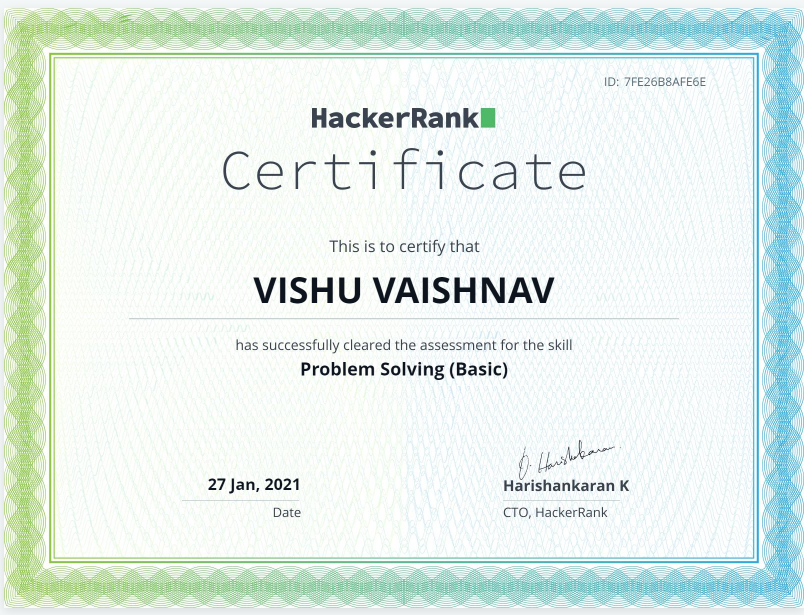 ID: 7FE26B8AFE6E
HackerRank
Certificate
This is to certify that
VISHU VAISHNAV
has successfully cleared the assessment for the skill
Problem Solving (Basic)
27 Jan, 2021
Date
Harishankaran K
CTO, HackerRank